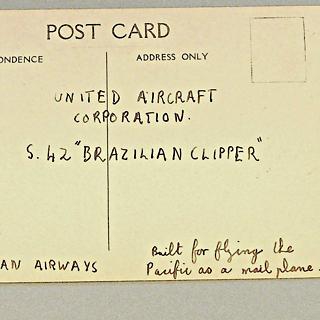 POST CARD
ONDENCE
ADDRESS ONLY
UNITED AIRCRAFT
CORPORATION.
S. 42 "BRAZILIAN CLIPPER"
AN AIRWAYS
Built for flying the
Pacific as a mail plane.